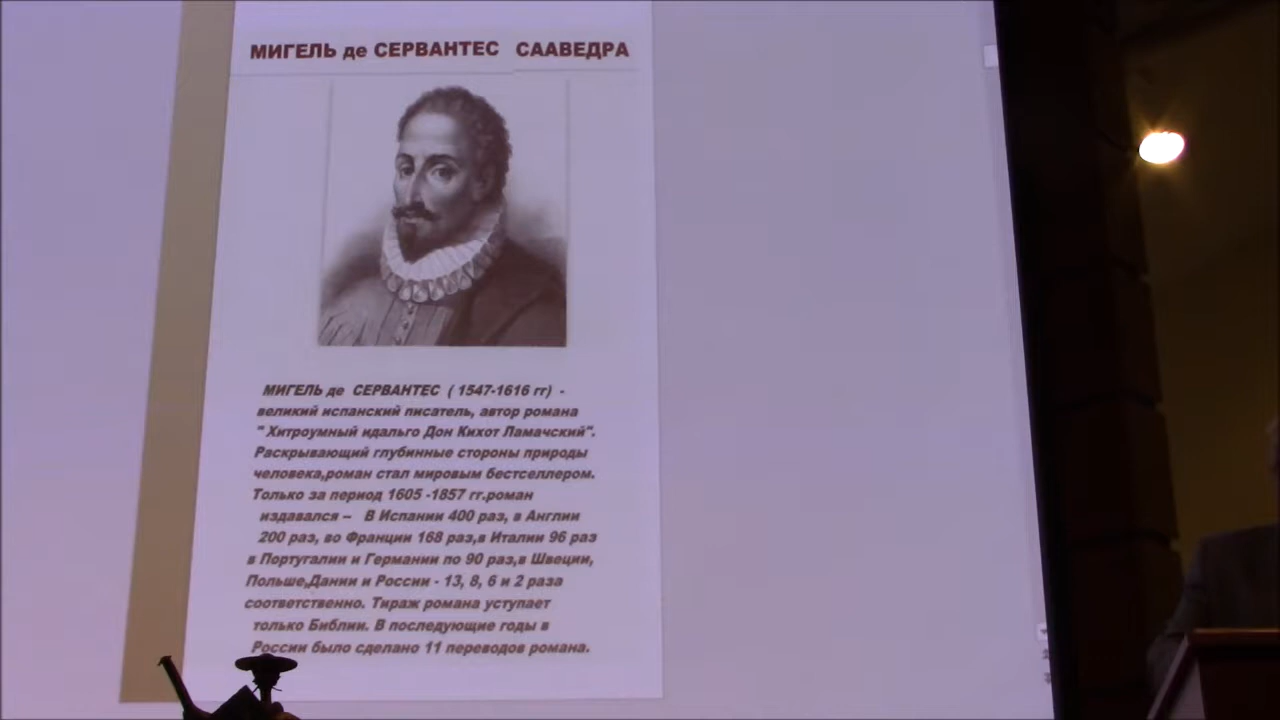 МИГЕЛЬ де СЕРВАНТЕС СААВЕДРА
МИГЕЛЬ де СЕРВАНТЕС ( 1547-1616 гг) -
великий испанский писатель, автор романа
" Хитроумный идальго Дон Кихот Ламачский".
Раскрывающий глубинные стороны природы
человека,роман стал мировым бестселлером.
Только за период 1605 -1857 гг.роман
издавался – В Испании 400 раз, в Англии
200 раз, во Франции 168 раз,в Италии 96 раз
в Португалии и Германии по 90 раз,в Швеции,
Польше,Дании и России - 13, 8, 6 и 2 раза
соответственно. Тираж романа уступает
только Библии. В последующие годы в
России было сделано 11 переводов романа.